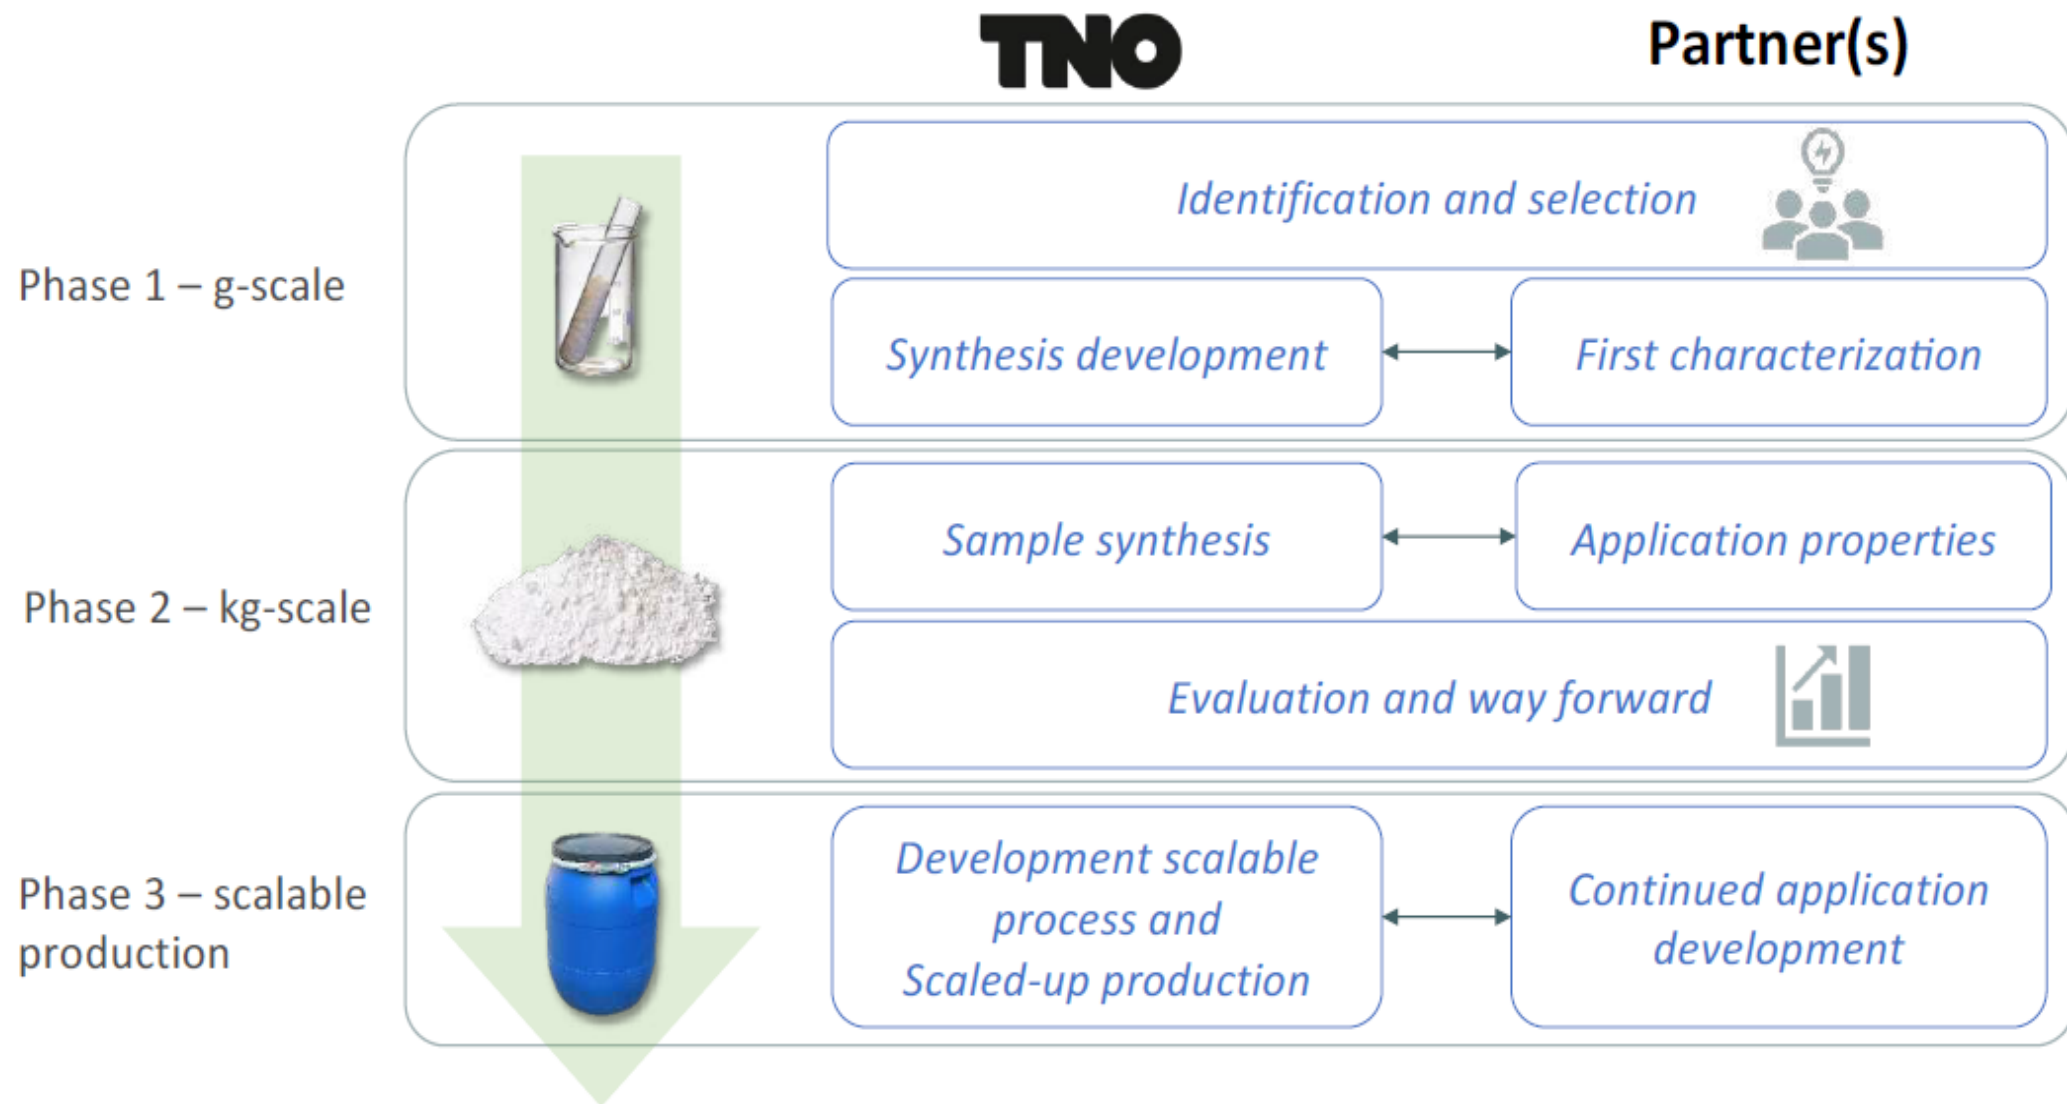 TNO
Partner(s)
Phase 1 – g-scale
Identification and selection
Synthesis development
First characterization
Phase 2 – kg-scale
Sample synthesis
Application properties
Evaluation and way forward
Phase 3 – scalable
production
Development scalable
process and
Scaled-up production
Continued application
development